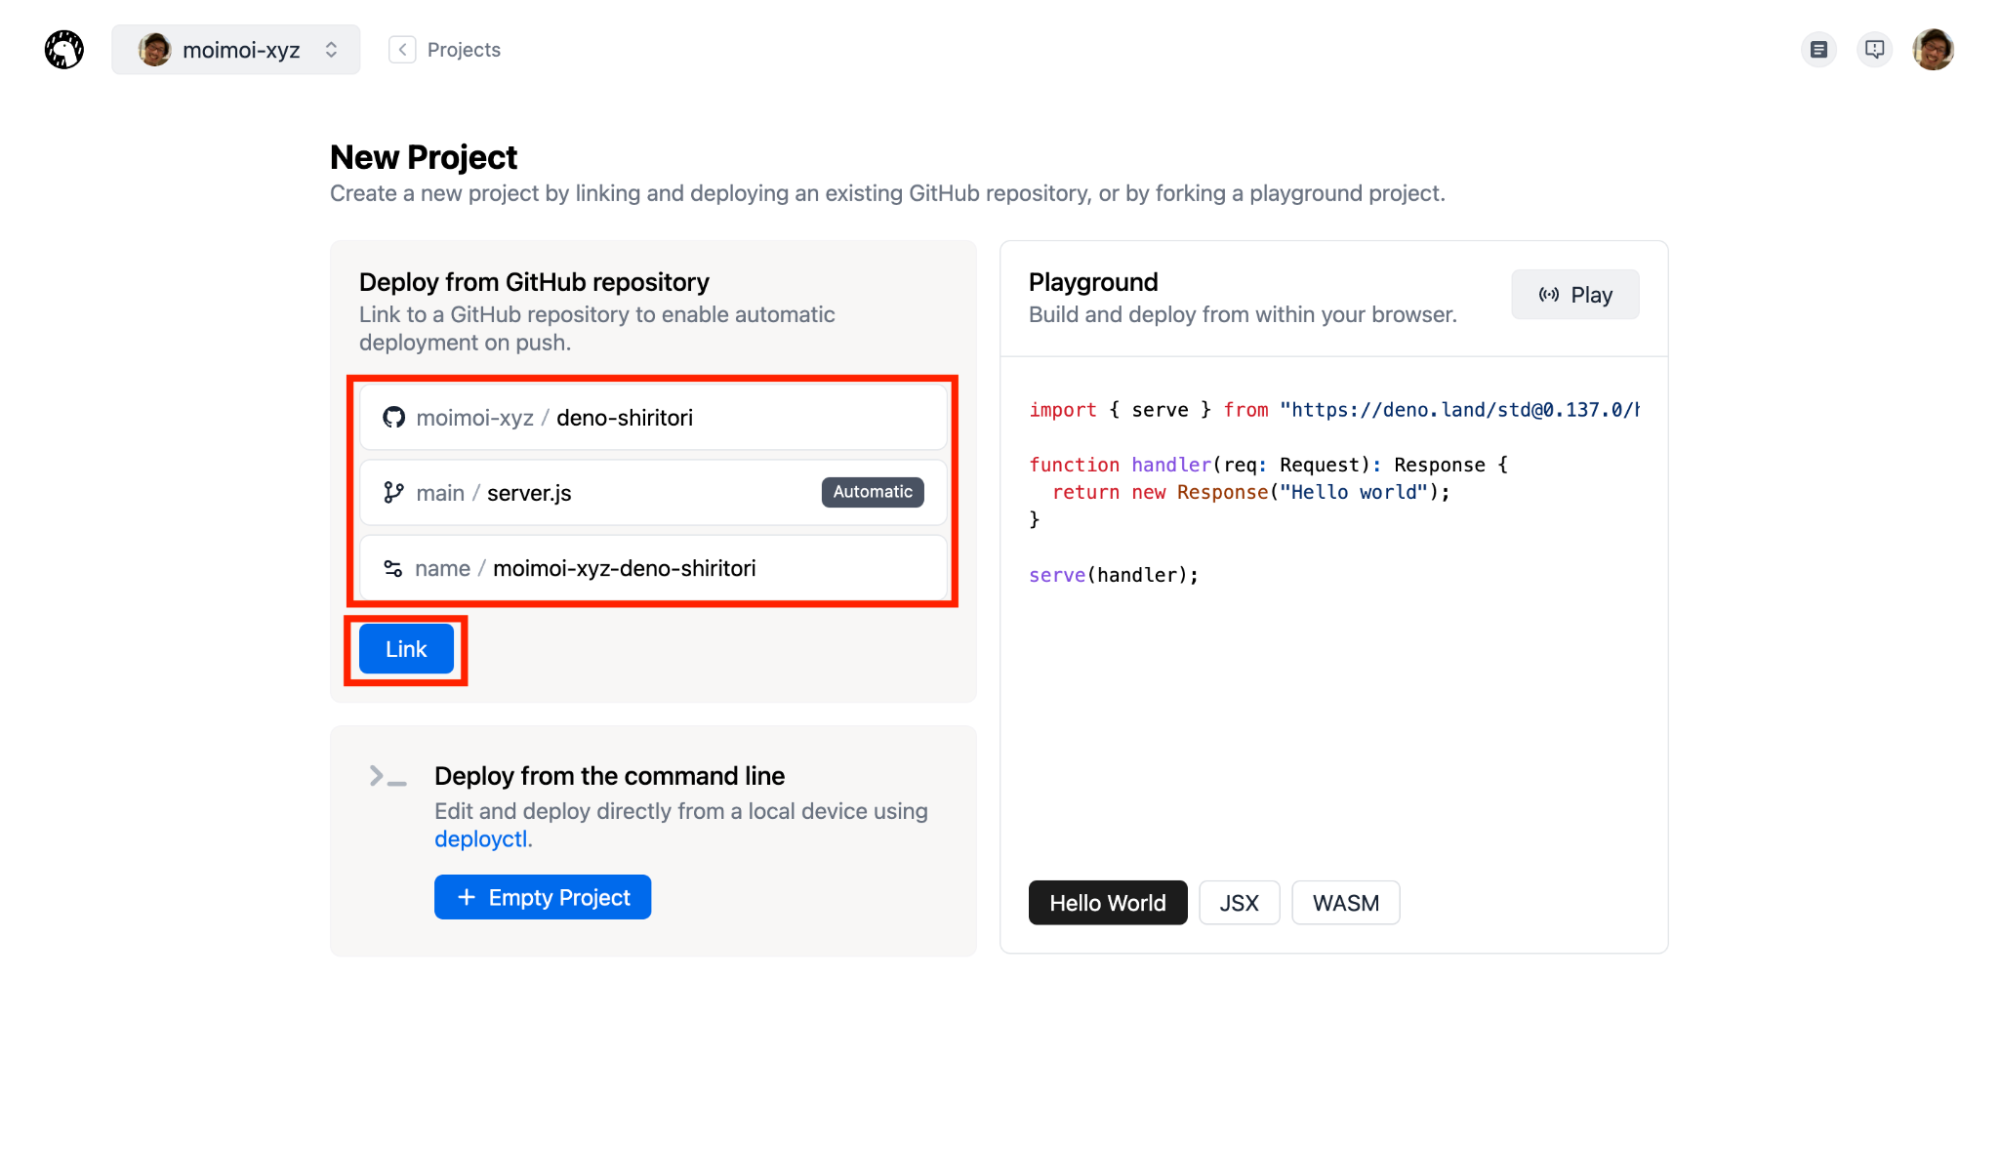 moimoi-xyz
Projects
New Project
Create a new project by linking and deploying an existing GitHub repository, or by forking a playground project.
Deploy from GitHub repository
Link to a GitHub repository to enable automatic
deployment on push.
moimoi-xyz / deno-shiritori
main / server.js
Automatic
name / moimoi-xyz-deno-shiritori
Link
Deploy from the command line
Edit and deploy directly from a local device using
deployctl.
+ Empty Project
Playground
Build and deploy from within your browser.
Play
import { serve } from "https://deno.land/std@0.137.0/
function handler(req: Request): Response {
return new Response("Hello world");
}
serve(handler);
Hello World
JSX
WASM